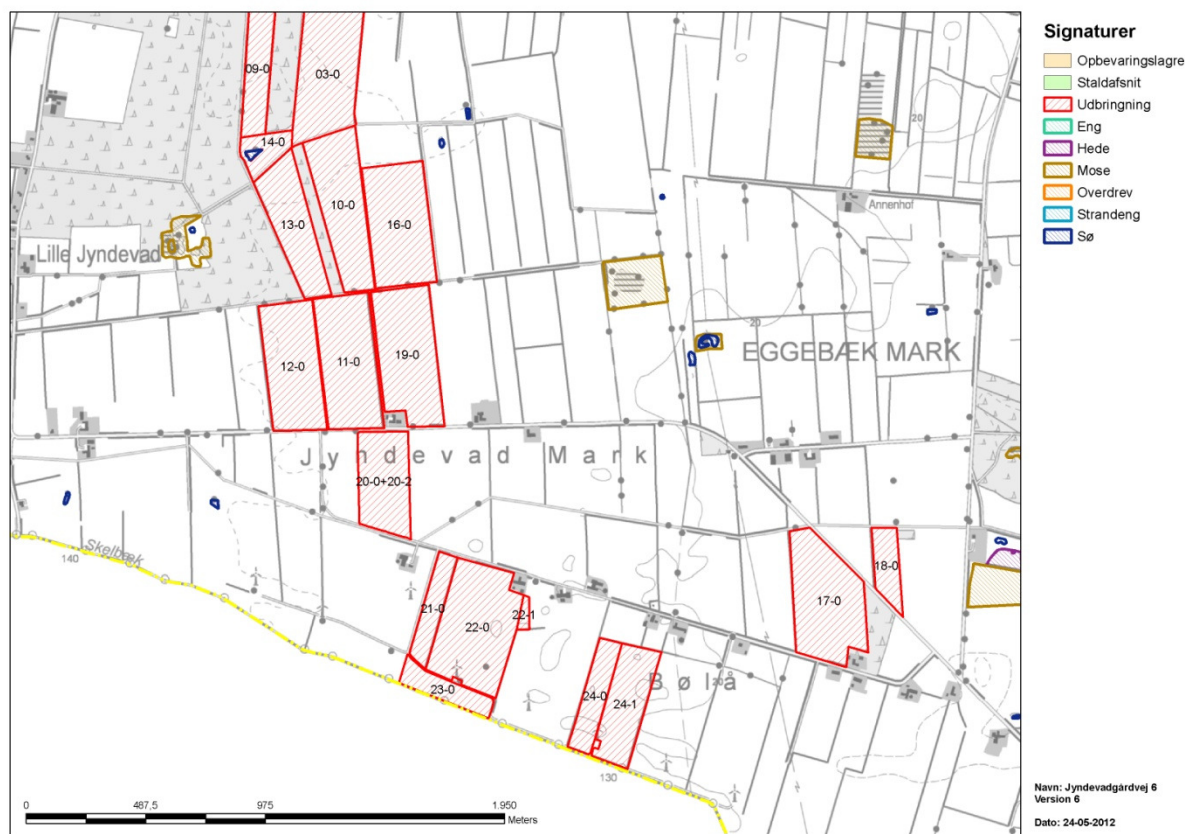 Signaturer
Opbevaringslagre
Staldafsnit
Udbringning
Eng
Hede
Mose
Overdrev
Strandeng
Sø
09-0
03-0
14-0
20
10-0
13-0
16-0
Annenhof
Lille Jyndevad
20
EGGEBÆK MARK
12-0
11-0
19-0
Jyndevad Mark
20-0+20-2
Skelbæk
140
18-0
17-0
21-0
22-0
22-1
23-0
24-0
24-1
Bølå
20
130
0
487,5
975
1.950
Meters
Navn: Jyndevadgårdvej 6
Version 6
Dato: 24-05-2012